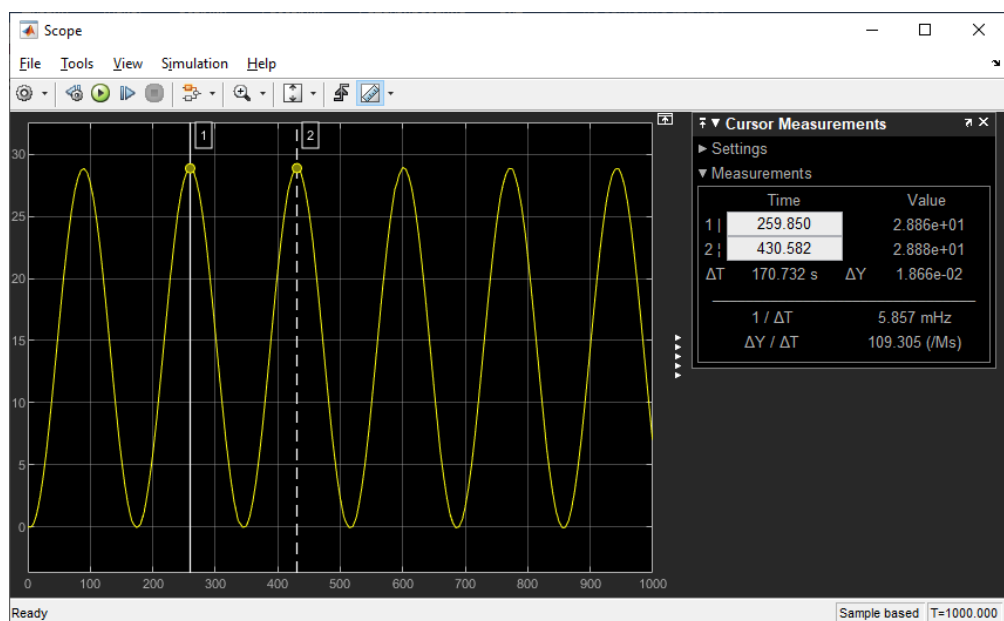 Scope
File Tools View Simulation Help
1
2
30
25
20
15
10
5
0
0 100 200 300 400 500 600 700 800 900 1000
Cursor Measurements
Settings
Measurements
Time Value
1 | 259.850 2.886e+01
2 ¦ 430.582 2.888e+01
ΔT 170.732 s ΔY 1.866e-02
1 / ΔT 5.857 mHz
ΔY / ΔT 109.305 (/Ms)
Ready Sample based T=1000.000